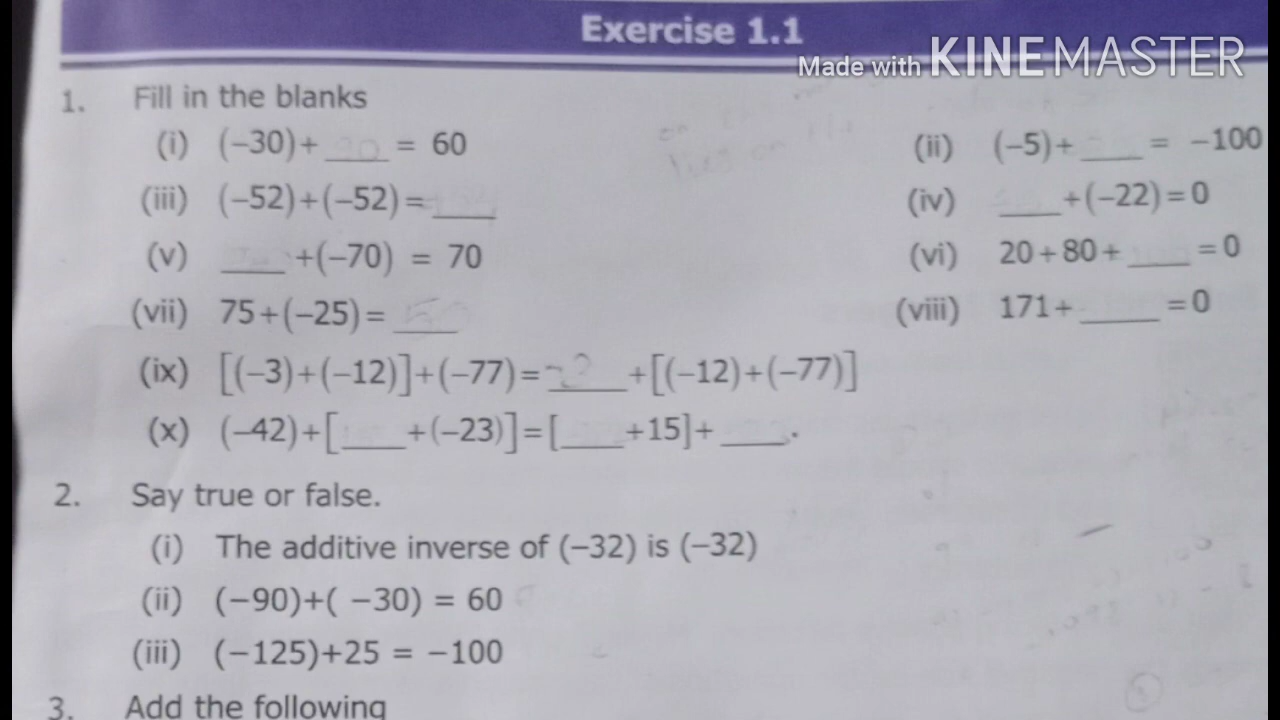 Exercise 1.1
Made with KINEMASTER
1. Fill in the blanks
(i) (−30)+ ____ = 60 (ii) (−5)+ ____ = −100
(iii) (−52)+(−52)= ____ (iv) ____ +(−22)=0
(v) ____ +(−70) = 70 (vi) 20+80+ ____ =0
(vii) 75+(−25)= 50 (viii) 171+ ____ =0
(ix) [(−3)+(−12)]+(−77)= ____ +[(−12)+(−77)]
(x) (−42)+[ ____ +(−23)]=[ ____ +15]+ ____.
2. Say true or false.
(i) The additive inverse of (−32) is (−32)
(ii) (−90)+( −30) = 60
(iii) (−125)+25 = −100
3. Add the following